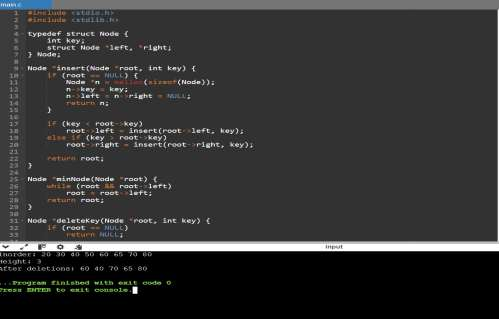 main.c
1 #include <stdio.h>
2 #include <stdlib.h>
3
4 typedef struct Node {
5 int key;
6 struct Node *left, *right;
7 } Node;
8
9 Node *insert(Node *root, int key) {
10 if (root == NULL) {
11 Node *n = malloc(sizeof(Node));
12 n->key = key;
13 n->left = n->right = NULL;
14 return n;
15 }
16
17 if (key < root->key)
18 root->left = insert(root->left, key);
19 else if (key > root->key)
20 root->right = insert(root->right, key);
21
22 return root;
23 }
24
25 Node *minNode(Node *root) {
26 while (root && root->left)
27 root = root->left;
28 return root;
29 }
30
31 Node *deleteKey(Node *root, int key) {
32 if (root == NULL)
33 return NULL;
input
Inorder: 20 30 40 50 60 65 70 80
Height: 3
After deletions: 60 40 70 65 80
...Program finished with exit code 0
Press ENTER to exit console.